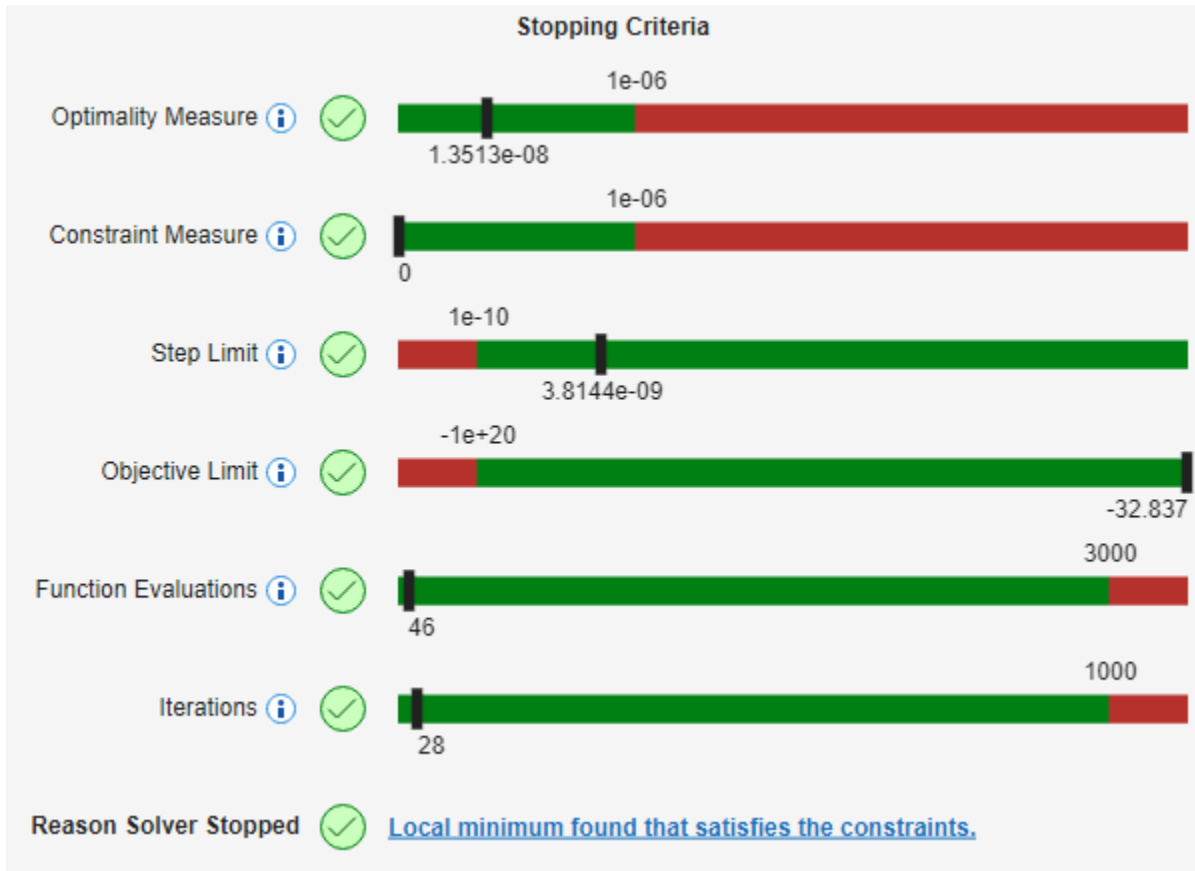 Stopping Criteria
1e-06
Optimality Measure
1.3513e-08
1e-06
Constraint Measure
0
1e-10
Step Limit
3.8144e-09
-1e+20
Objective Limit
-32.837
3000
Function Evaluations
46
1000
Iterations
28
Reason Solver Stopped Local minimum found that satisfies the constraints.